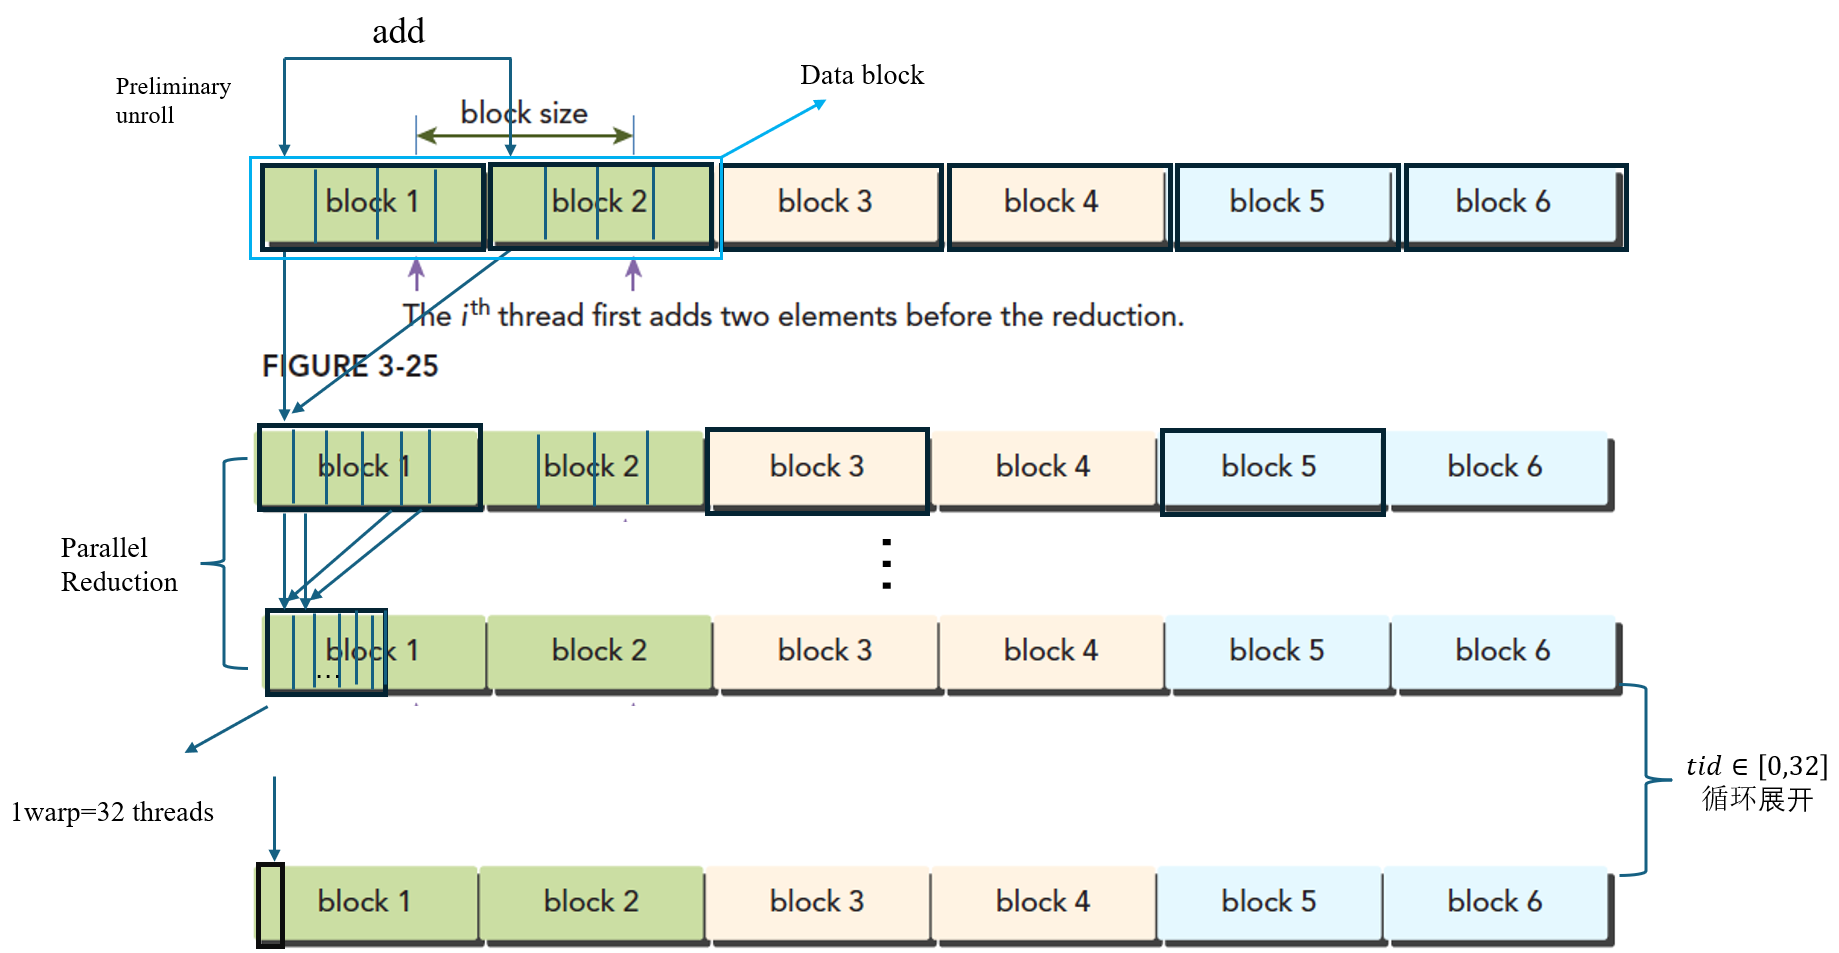 add
Preliminary
unroll
Data block
block size
block 1 block 2 block 3 block 4 block 5 block 6
The iᵗʰ thread first adds two elements before the reduction.
FIGURE 3-25
block 1 block 2 block 3 block 4 block 5 block 6
Parallel
Reduction
block 1 block 2 block 3 block 4 block 5 block 6
...
1warp=32 threads
tid ∈ [0,32]
循环展开
block 1 block 2 block 3 block 4 block 5 block 6